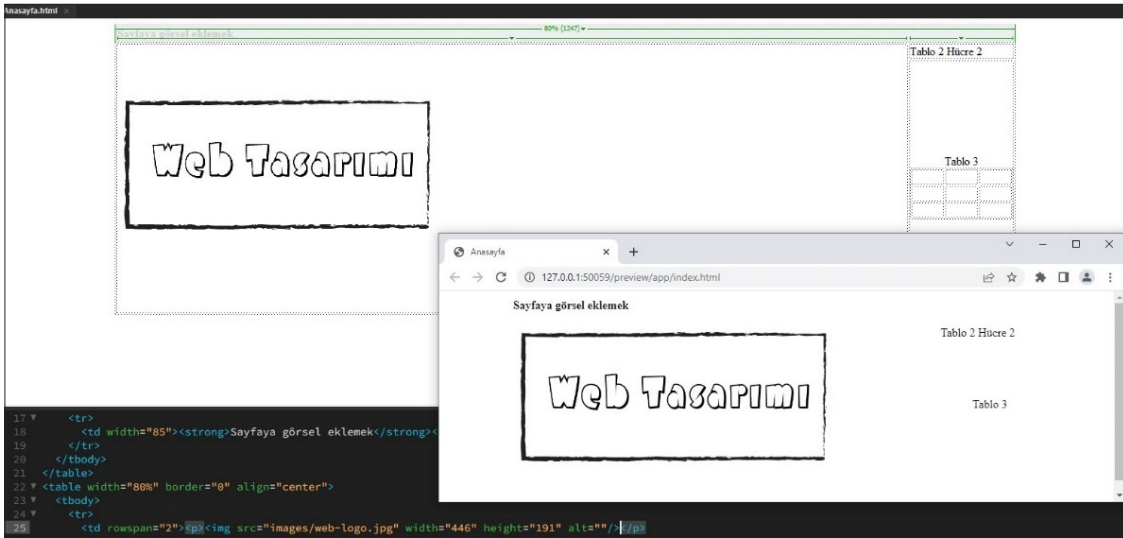 Anasayfa.html ×
80% (1247)
Sayfaya görsel eklemek
Tablo 2 Hücre 2
Web Tasarımı
Tablo 3
Anasayfa
127.0.0.1:50059/preview/app/index.html
Sayfaya görsel eklemek
Tablo 2 Hücre 2
Web Tasarımı
Tablo 3
17 <tr>
18 <td width="85"><strong>Sayfaya görsel eklemek</strong><
19 </tr>
20 </tbody>
21 </table>
22 <table width="80%" border="0" align="center">
23 <tbody>
24 <tr>
25 <td rowspan="2"><p><img src="images/web-logo.jpg" width="446" height="191" alt=""/></p>